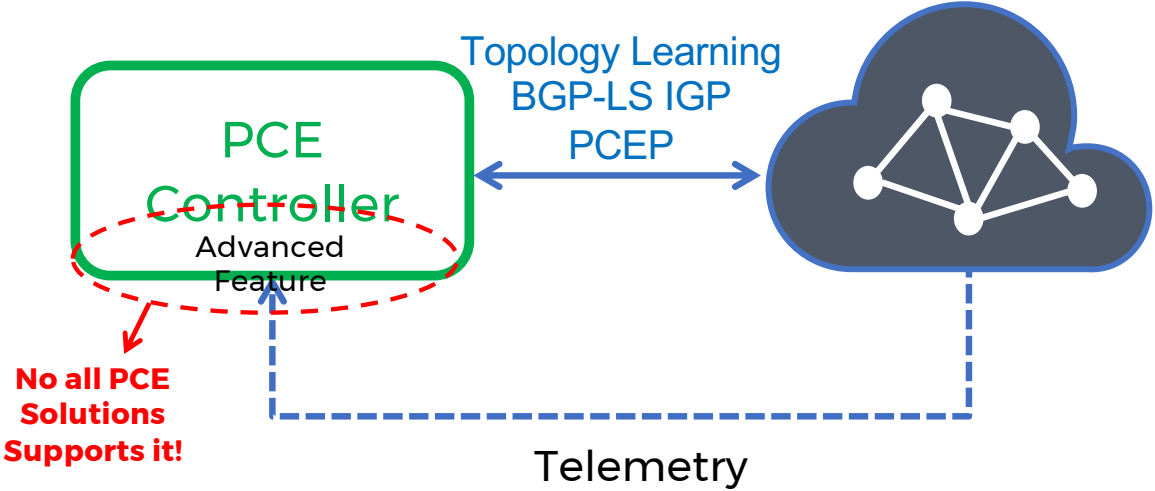 Topology Learning
BGP-LS IGP
PCEP
PCE
Controller
Advanced
Feature
No all PCE
Solutions
Supports it!
Telemetry